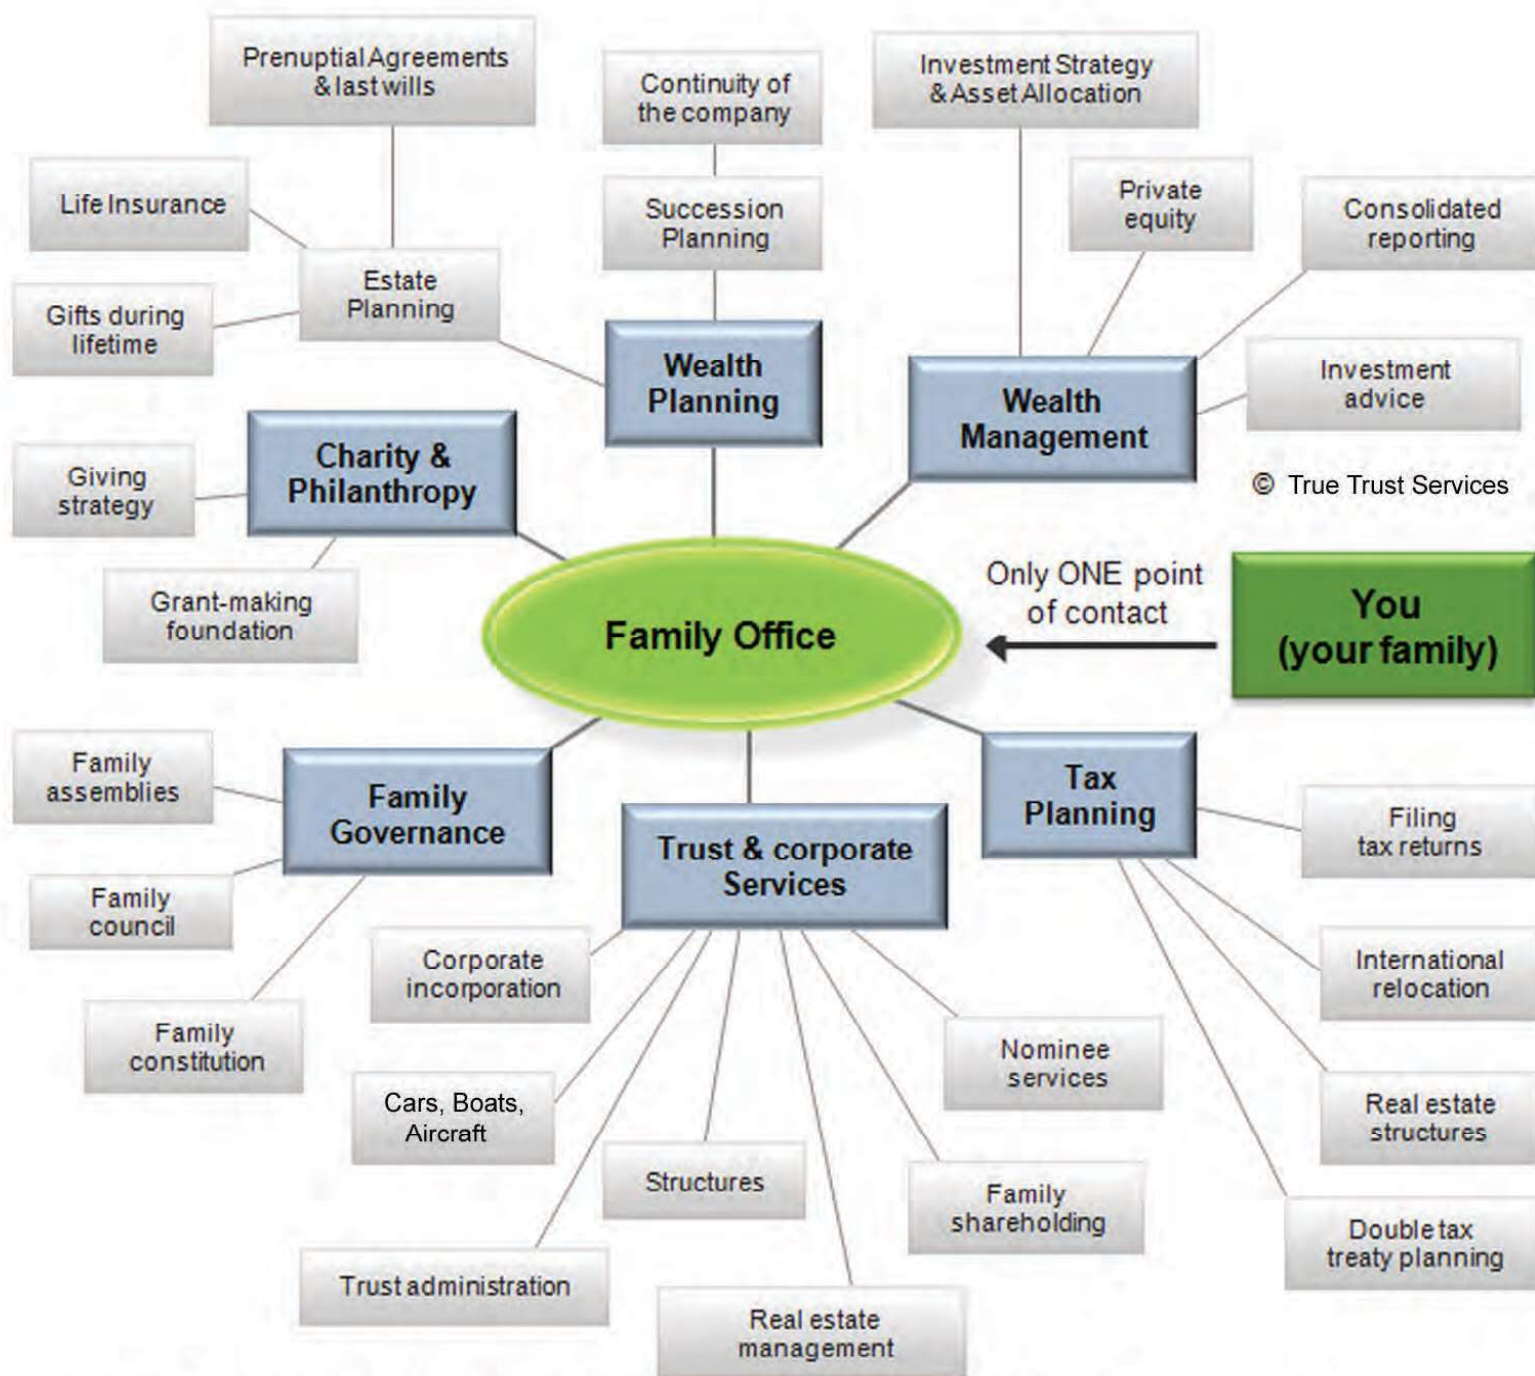 Prenuptial Agreements
& last wills
Continuity of
the company
Investment Strategy
& Asset Allocation
Life Insurance
Succession
Planning
Private
equity
Consolidated
reporting
Estate
Planning
Gifts during
lifetime
Wealth
Planning
Wealth
Management
Investment
advice
Charity &
Philanthropy
Giving
strategy
© True Trust Services
Grant-making
foundation
Family Office
Only ONE point
of contact
You
(your family)
Family
assemblies
Family
Governance
Trust & corporate
Services
Tax
Planning
Filing
tax returns
Family
council
Corporate
incorporation
International
relocation
Family
constitution
Nominee
services
Cars, Boats,
Aircraft
Real estate
structures
Structures
Family
shareholding
Double tax
treaty planning
Trust administration
Real estate
management